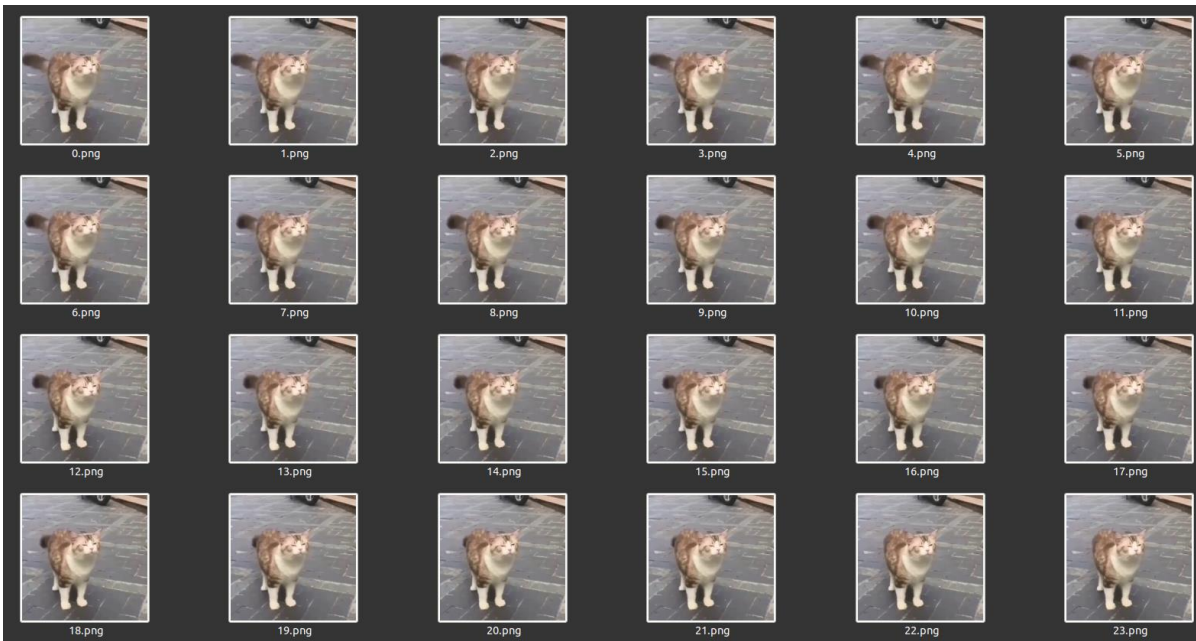 0.png 1.png 2.png 3.png 4.png 5.png
6.png 7.png 8.png 9.png 10.png 11.png
12.png 13.png 14.png 15.png 16.png 17.png
18.png 19.png 20.png 21.png 22.png 23.png